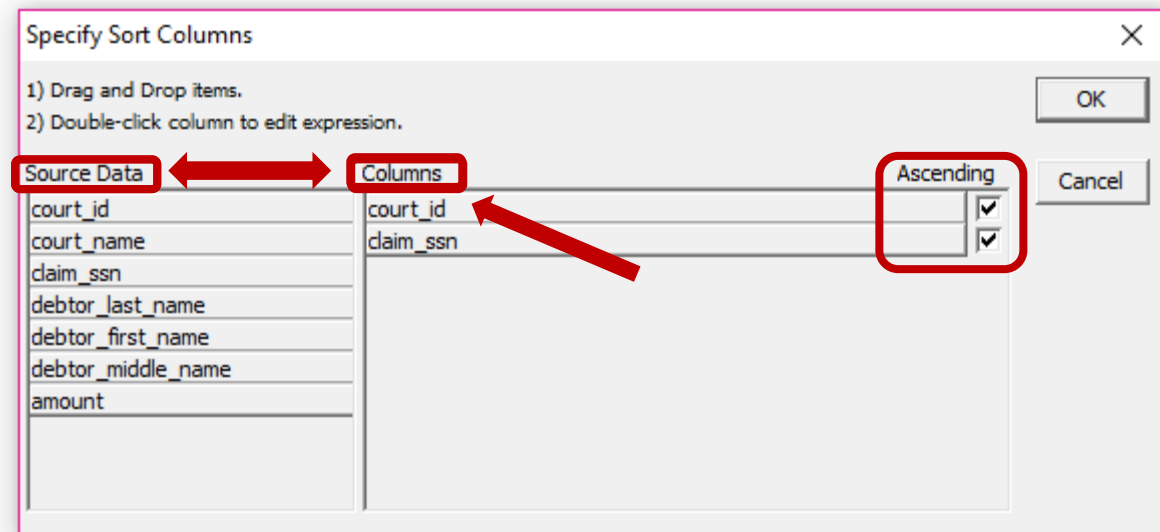 Specify Sort Columns
1) Drag and Drop items.
2) Double-click column to edit expression.
OK
Cancel
Source Data Columns Ascending
court_id court_id
court_name claim_ssn
claim_ssn
debtor_last_name
debtor_first_name
debtor_middle_name
amount